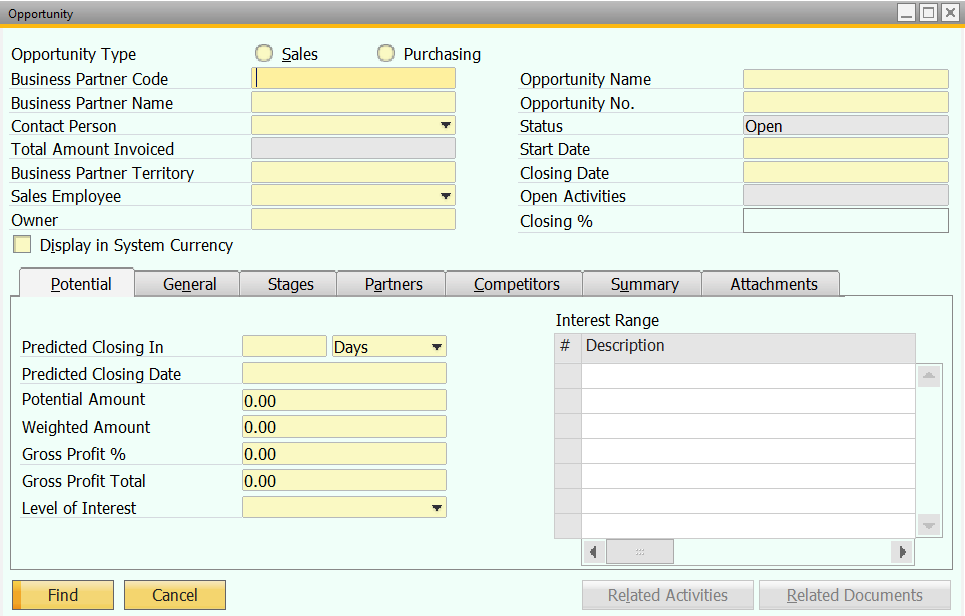 Opportunity
Opportunity Type Sales Purchasing
Business Partner Code Opportunity Name
Business Partner Name Opportunity No.
Contact Person Status Open
Total Amount Invoiced Start Date
Business Partner Territory Closing Date
Sales Employee Open Activities
Owner Closing %
Display in System Currency
Potential General Stages Partners Competitors Summary Attachments
Interest Range
Predicted Closing In Days # Description
Predicted Closing Date
Potential Amount 0.00
Weighted Amount 0.00
Gross Profit % 0.00
Gross Profit Total 0.00
Level of Interest
Find Cancel Related Activities Related Documents